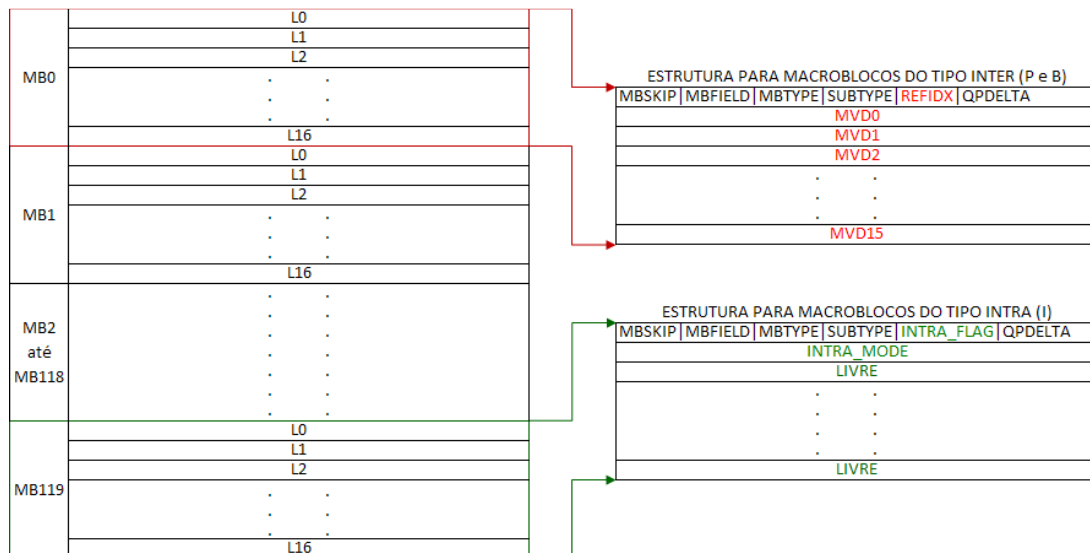 MB0
L0
L1
L2
L16
MB1
L0
L1
L2
L16
MB2
até
MB118
MB119
L0
L1
L2
L16
ESTRUTURA PARA MACROBLOCOS DO TIPO INTER (P e B)
MBSKIP|MBFIELD|MBTYPE|SUBTYPE|REFIDX|QPDELTA
MVD0
MVD1
MVD2
MVD15
ESTRUTURA PARA MACROBLOCOS DO TIPO INTRA (I)
MBSKIP|MBFIELD|MBTYPE|SUBTYPE|INTRA_FLAG|QPDELTA
INTRA_MODE
LIVRE
LIVRE